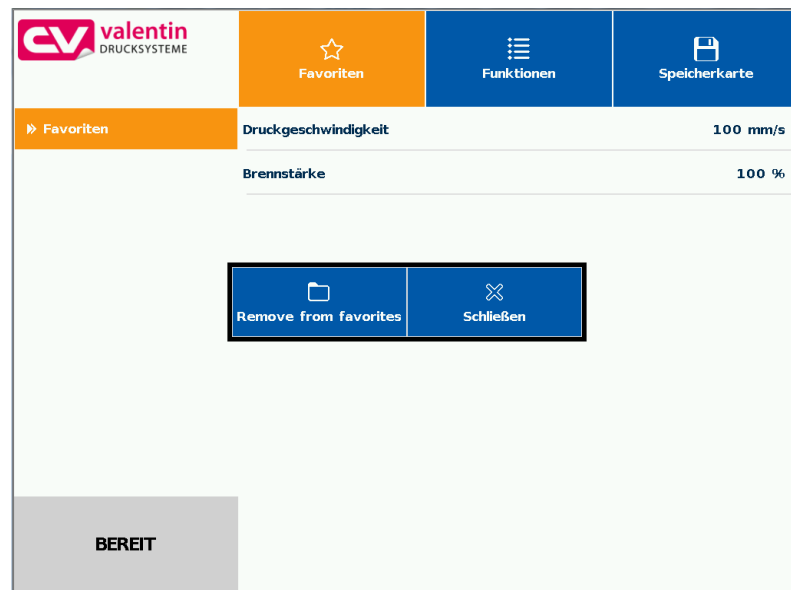 valentin
DRUCKSYSTEME
Favoriten
Funktionen
Speicherkarte
Favoriten
Druckgeschwindigkeit 100 mm/s
Brennstärke 100 %
Remove from favorites
Schließen
BEREIT